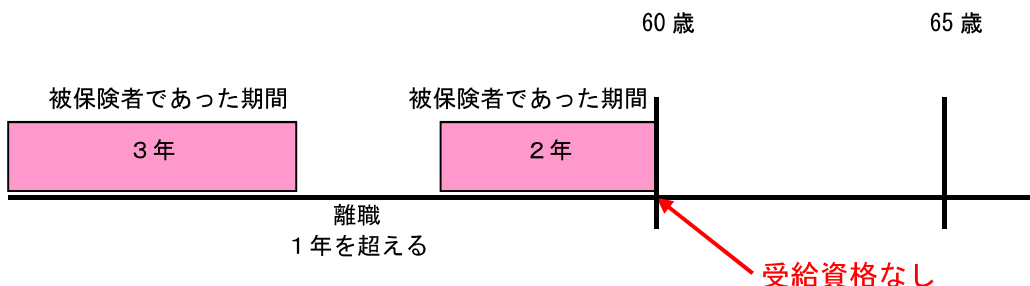 60歳
65歳
被保険者であった期間
被保険者であった期間
３年
２年
離職
１年を超える
受給資格なし